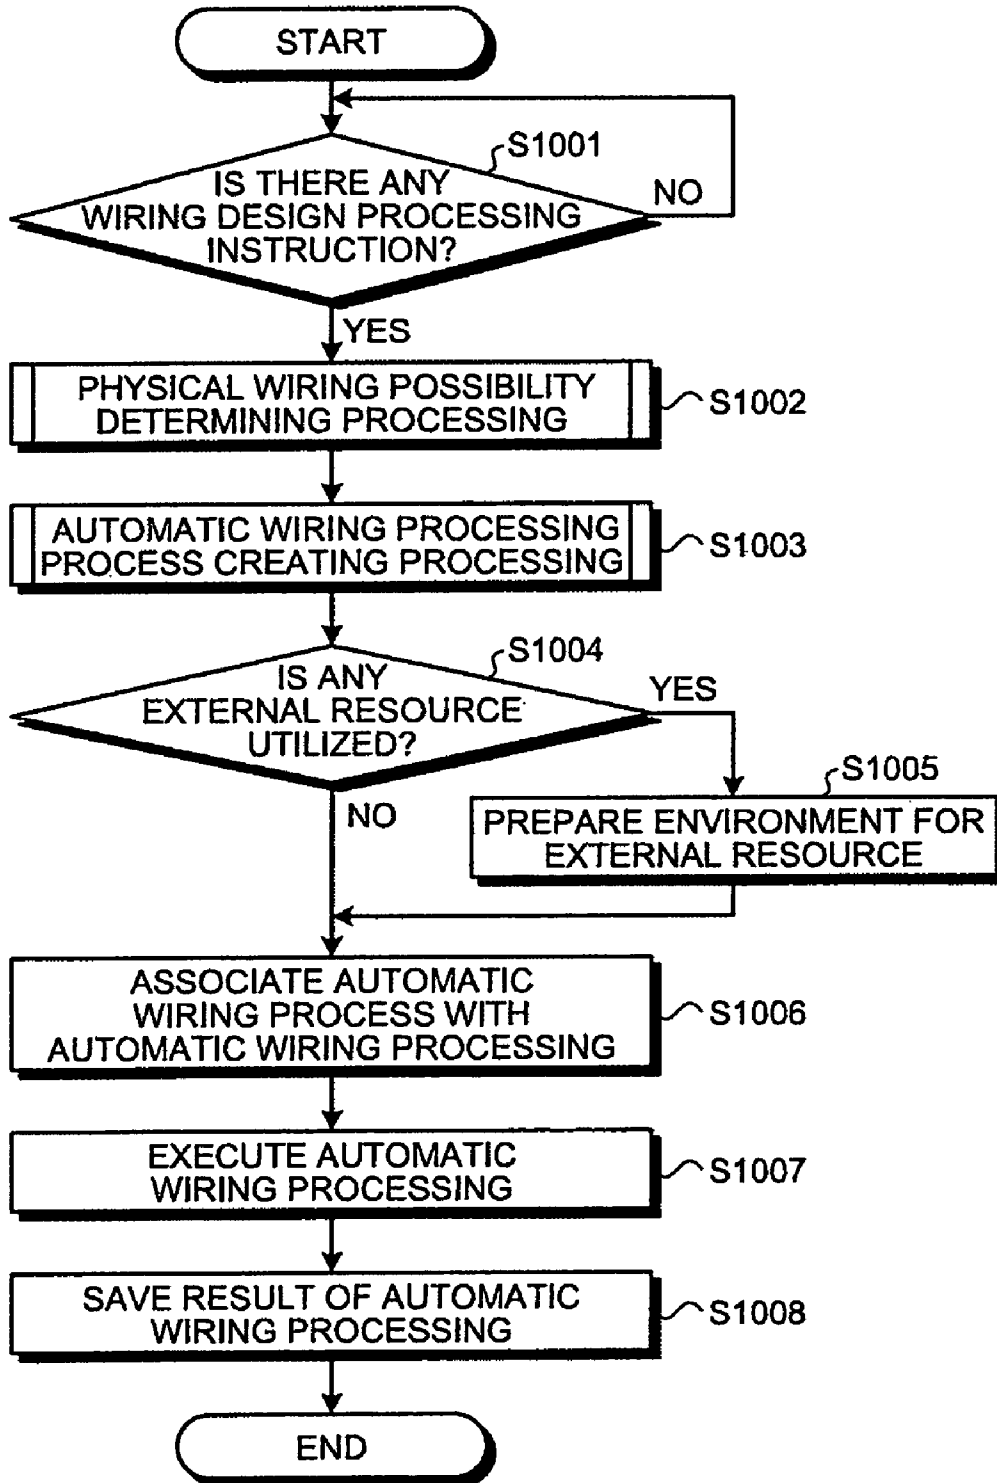 START
S1001
IS THERE ANY
WIRING DESIGN PROCESSING
INSTRUCTION?
NO
YES
PHYSICAL WIRING POSSIBILITY
DETERMINING PROCESSING
S1002
AUTOMATIC WIRING PROCESSING
PROCESS CREATING PROCESSING
S1003
S1004
IS ANY
EXTERNAL RESOURCE
UTILIZED?
YES
NO
S1005
PREPARE ENVIRONMENT FOR
EXTERNAL RESOURCE
ASSOCIATE AUTOMATIC
WIRING PROCESS WITH
AUTOMATIC WIRING PROCESSING
S1006
EXECUTE AUTOMATIC
WIRING PROCESSING
S1007
SAVE RESULT OF AUTOMATIC
WIRING PROCESSING
S1008
END